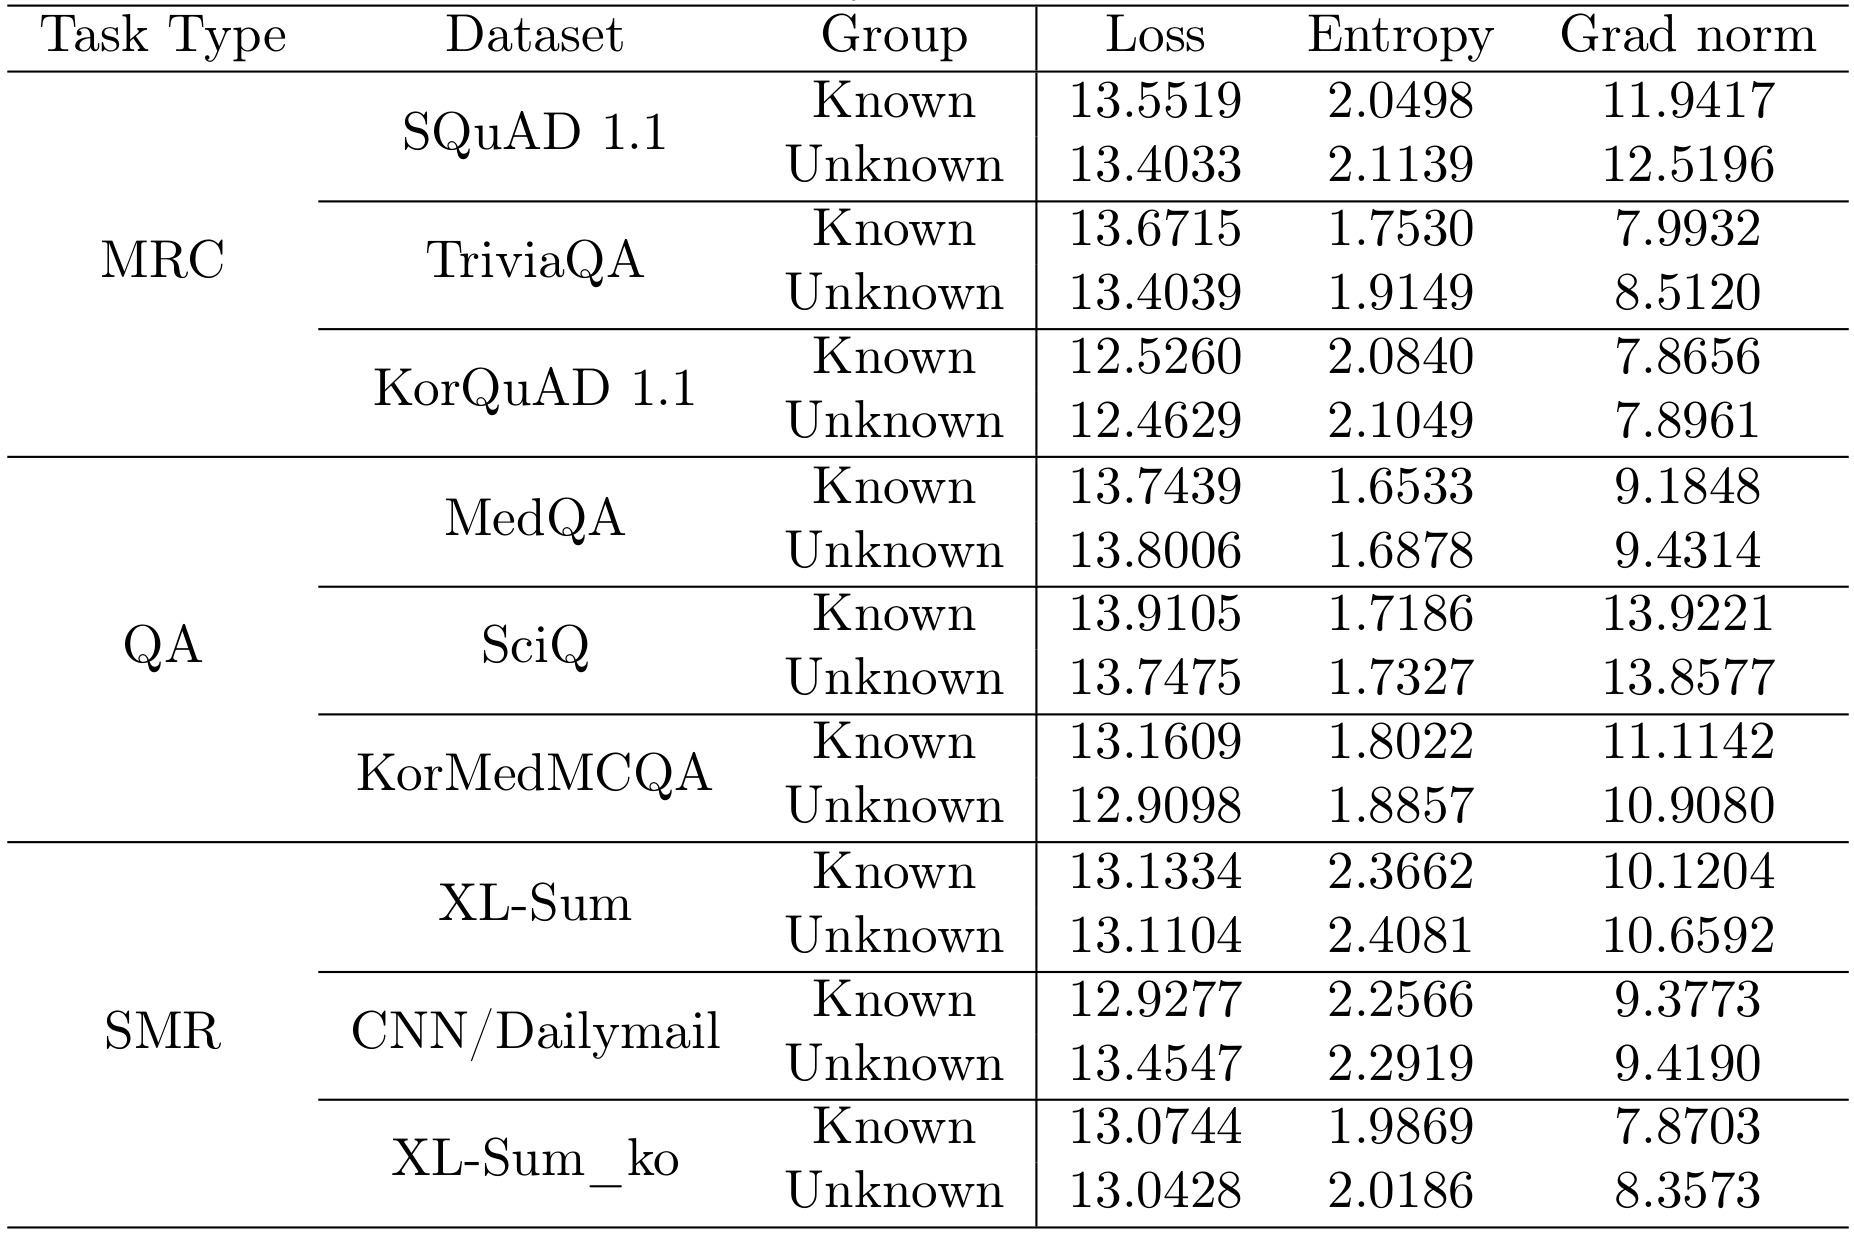 Task Type Dataset Group Loss Entropy Grad norm
MRC SQuAD 1.1 Known 13.5519 2.0498 11.9417
Unknown 13.4033 2.1139 12.5196
TriviaQA Known 13.6715 1.7530 7.9932
Unknown 13.4039 1.9149 8.5120
KorQuAD 1.1 Known 12.5260 2.0840 7.8656
Unknown 12.4629 2.1049 7.8961
QA MedQA Known 13.7439 1.6533 9.1848
Unknown 13.8006 1.6878 9.4314
SciQ Known 13.9105 1.7186 13.9221
Unknown 13.7475 1.7327 13.8577
KorMedMCQA Known 13.1609 1.8022 11.1142
Unknown 12.9098 1.8857 10.9080
SMR XL-Sum Known 13.1334 2.3662 10.1204
Unknown 13.1104 2.4081 10.6592
CNN/Dailymail Known 12.9277 2.2566 9.3773
Unknown 13.4547 2.2919 9.4190
XL-Sum_ko Known 13.0744 1.9869 7.8703
Unknown 13.0428 2.0186 8.3573